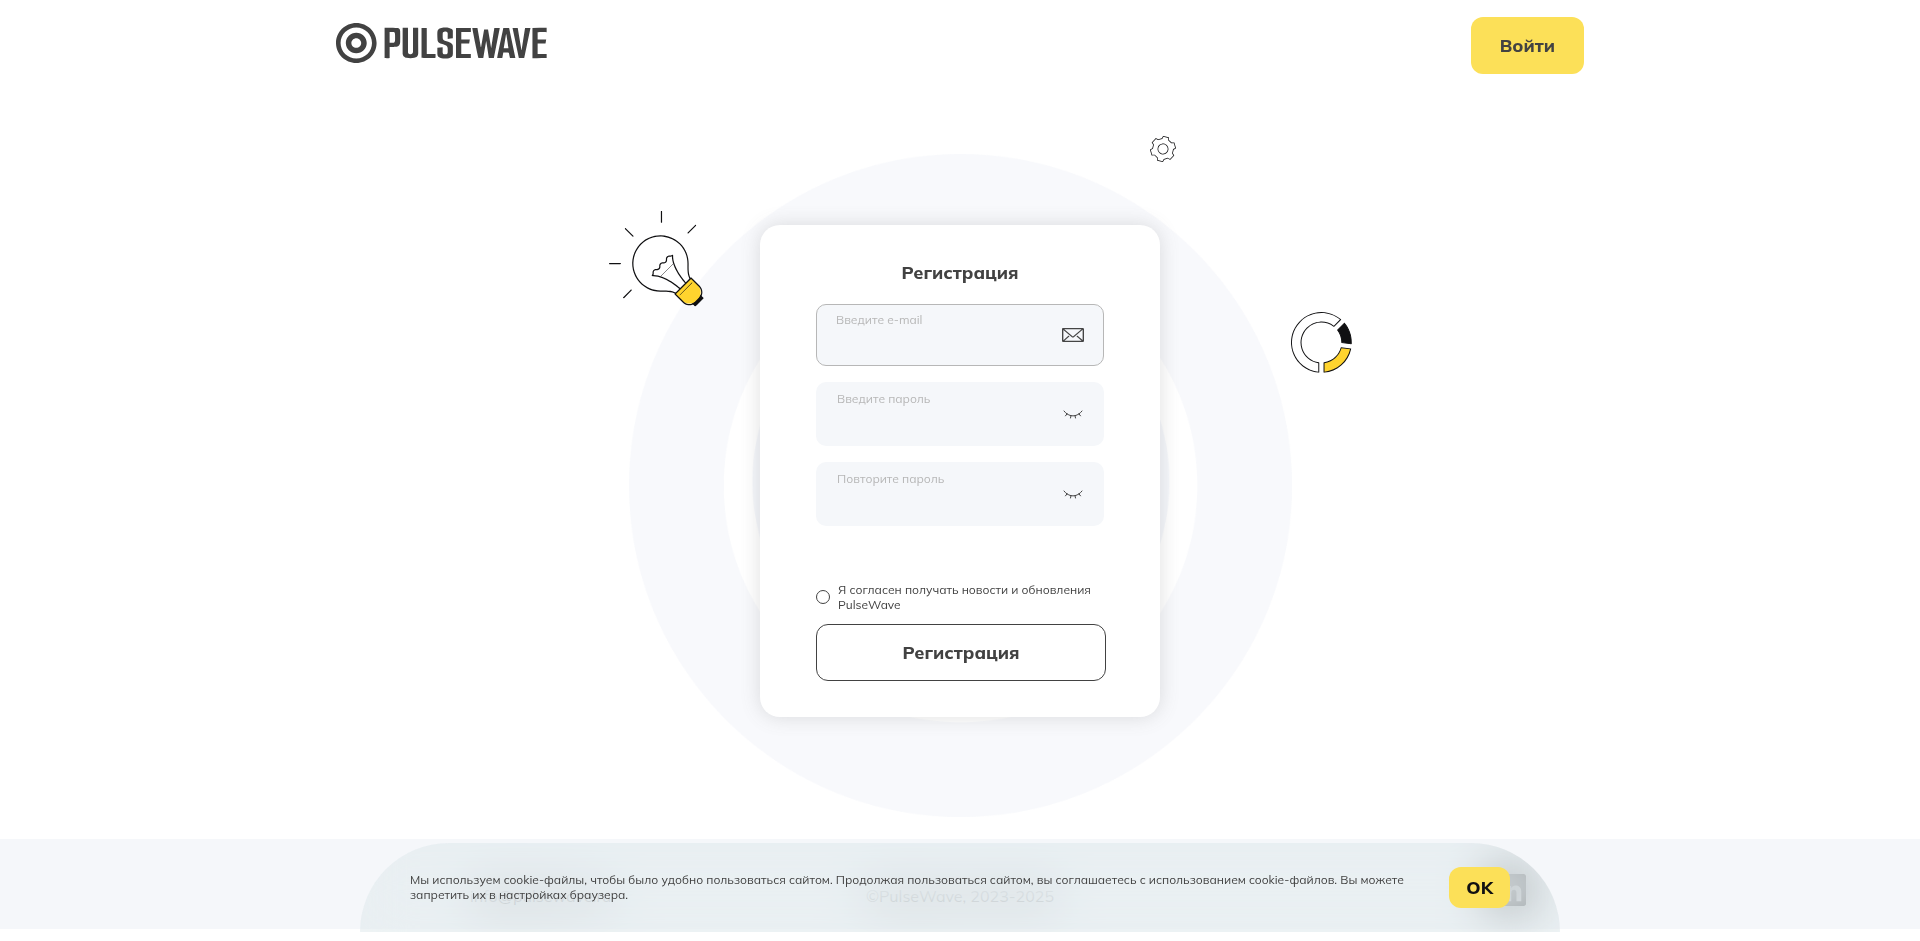 PULSEWAVE
Войти
Регистрация
Введите e-mail
Введите пароль
Повторите пароль
Я согласен получать новости и обновления
PulseWave
Регистрация
Мы используем cookie-файлы, чтобы было удобно пользоваться сайтом. Продолжая пользоваться сайтом, вы соглашаетесь с использованием cookie-файлов. Вы можете
запретить их в настройках браузера.
OK
©PulseWave, 2023-2025